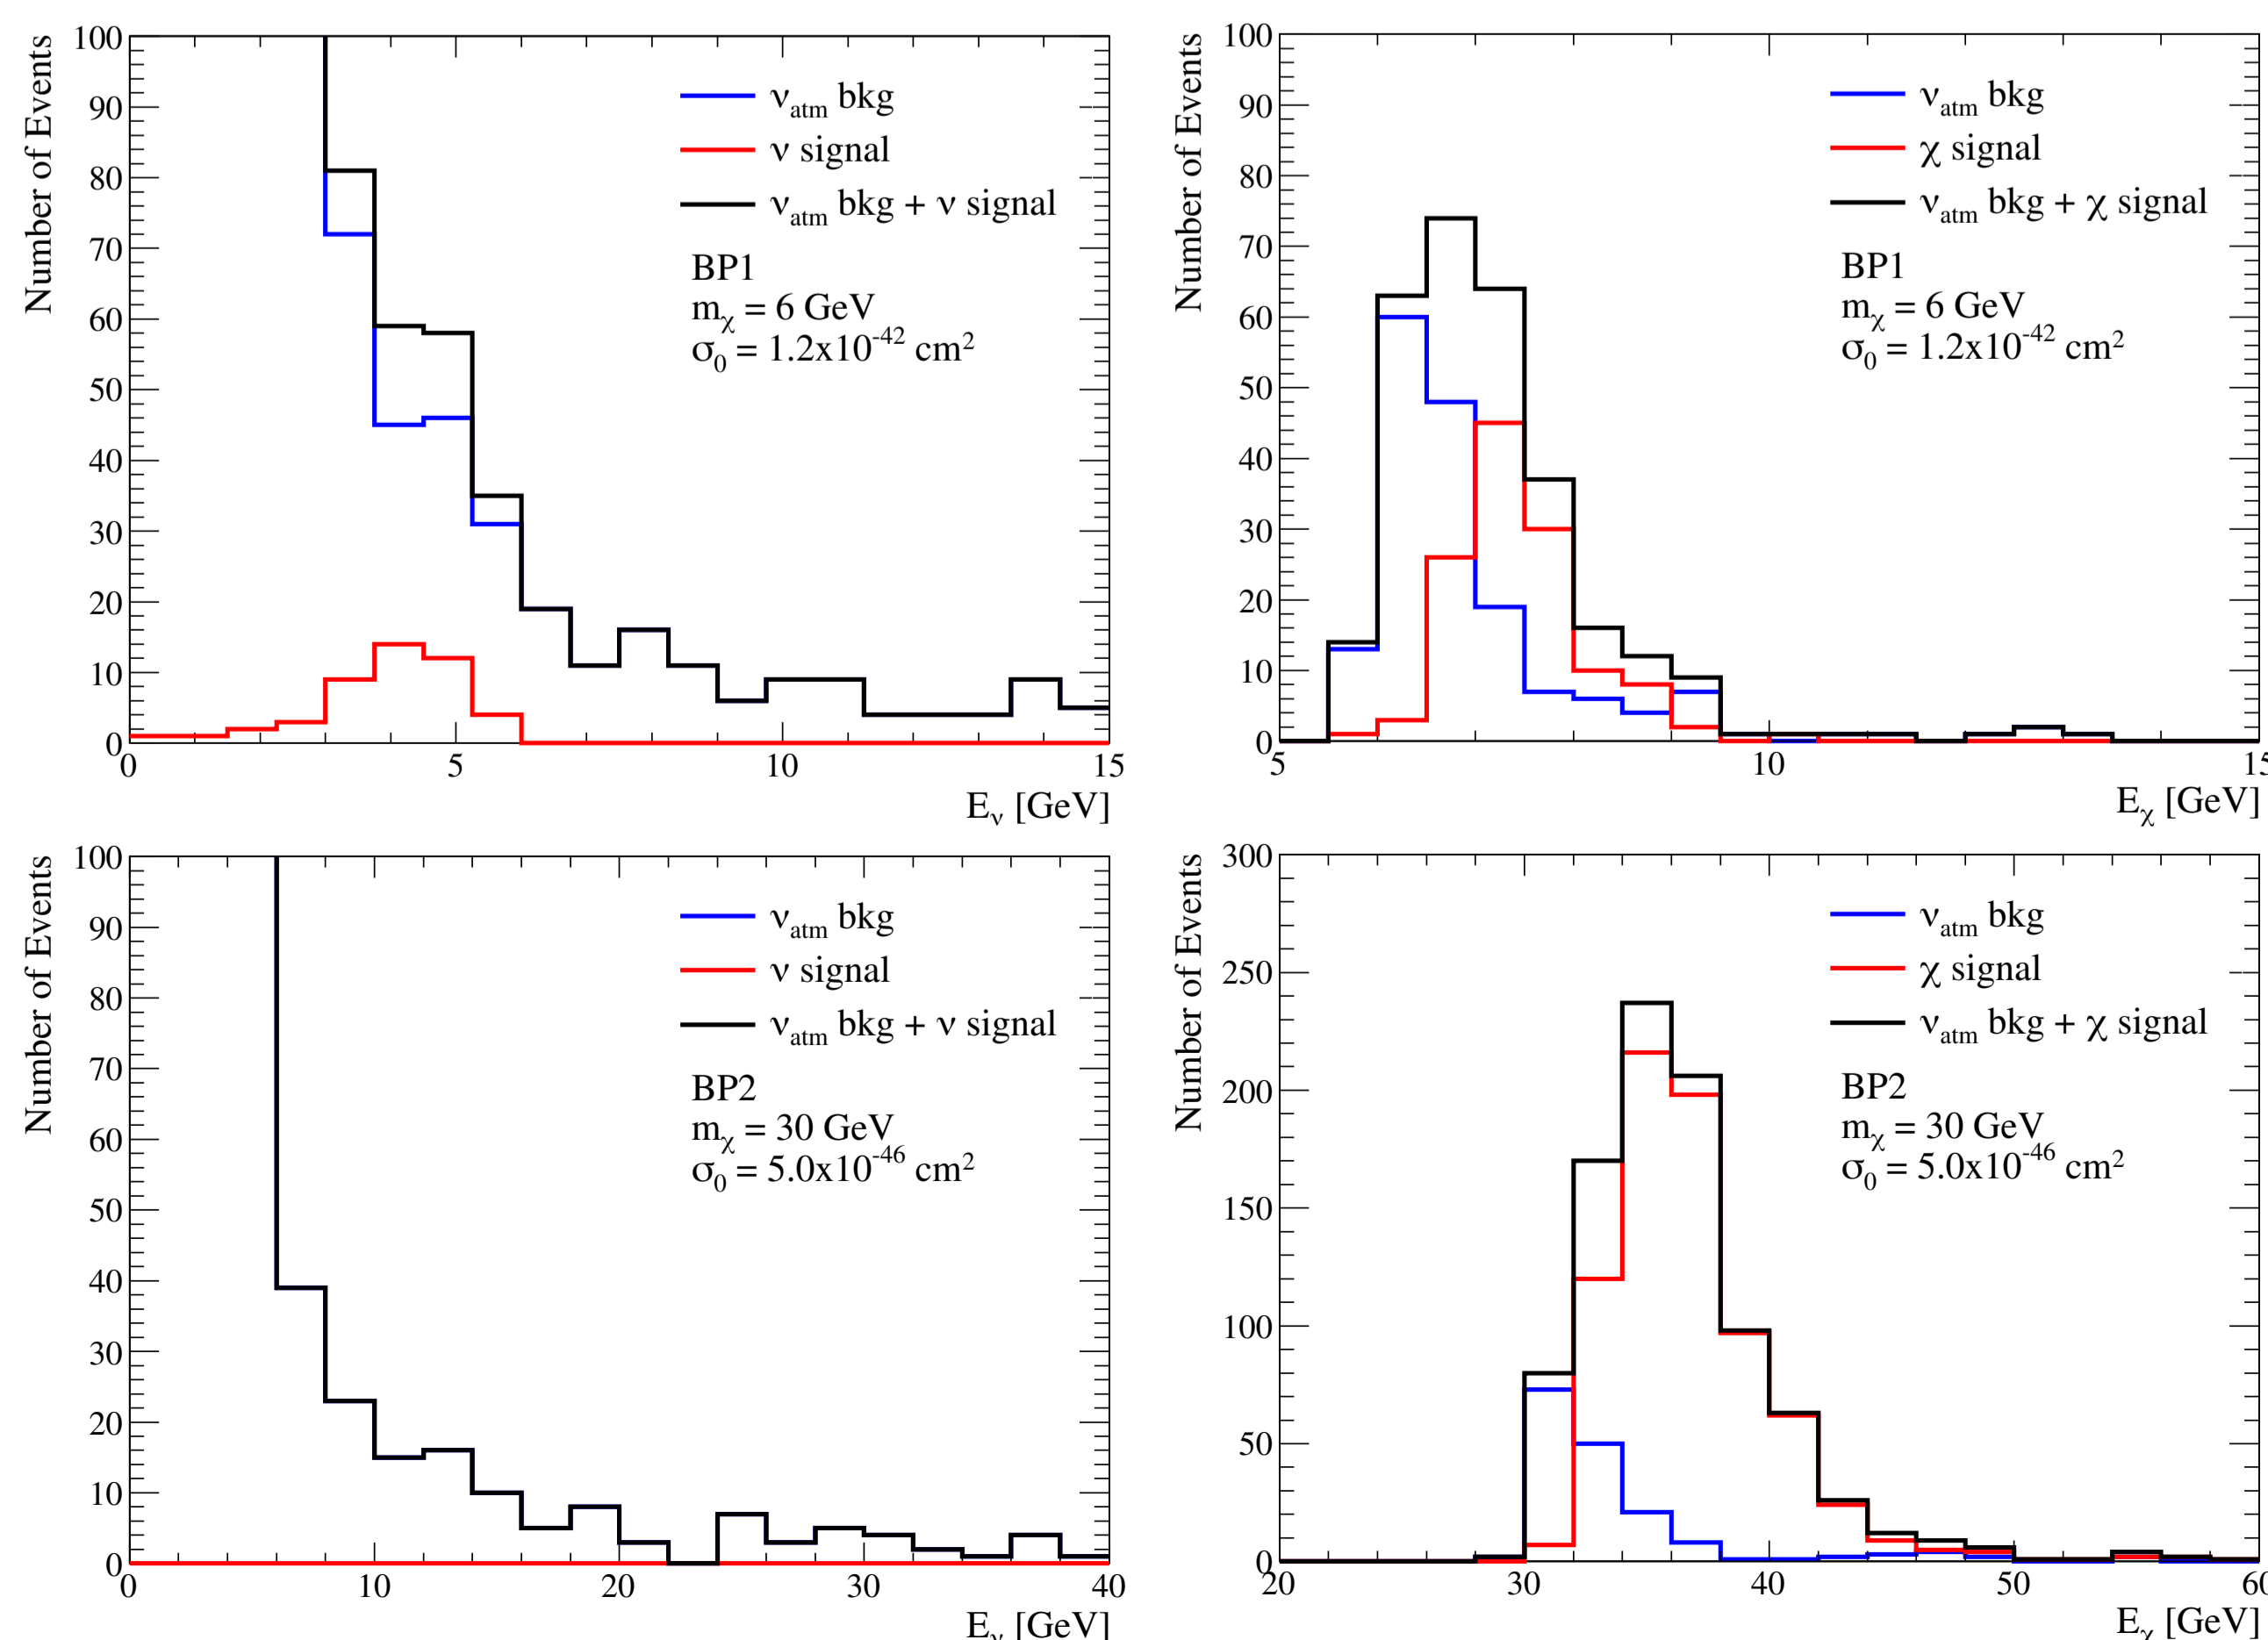 Number of Events
100
90
80
70
60
50
40
30
20
10
0
ν_atm bkg
ν signal
ν_atm bkg + ν signal
BP1
m_χ = 6 GeV
σ_0 = 1.2x10^-42 cm^2
0 5 10 15
E_ν [GeV]
Number of Events
100
90
80
70
60
50
40
30
20
10
0
ν_atm bkg
χ signal
ν_atm bkg + χ signal
BP1
m_χ = 6 GeV
σ_0 = 1.2x10^-42 cm^2
5 10 15
E_χ [GeV]
Number of Events
100
90
80
70
60
50
40
30
20
10
0
ν_atm bkg
ν signal
ν_atm bkg + ν signal
BP2
m_χ = 30 GeV
σ_0 = 5.0x10^-46 cm^2
0 10 20 30 40
E_ν [GeV]
Number of Events
300
250
200
150
100
50
0
ν_atm bkg
χ signal
ν_atm bkg + χ signal
BP2
m_χ = 30 GeV
σ_0 = 5.0x10^-46 cm^2
20 30 40 50 60
E_χ [GeV]